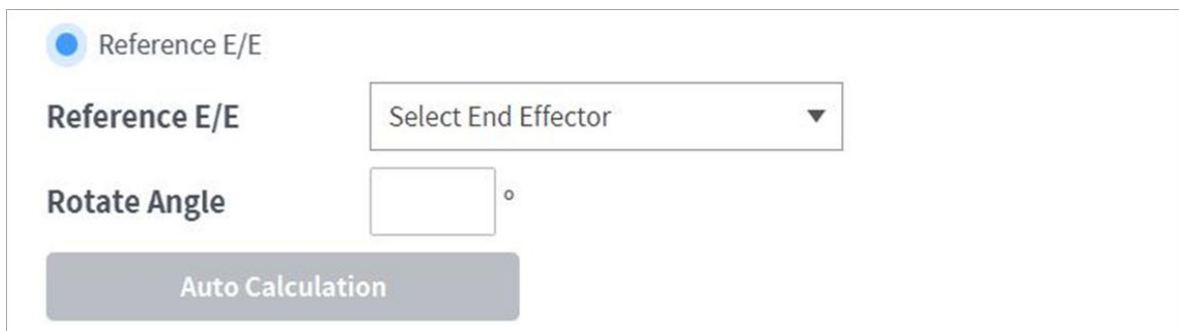 Reference E/E
Reference E/E Select End Effector
Rotate Angle °
Auto Calculation